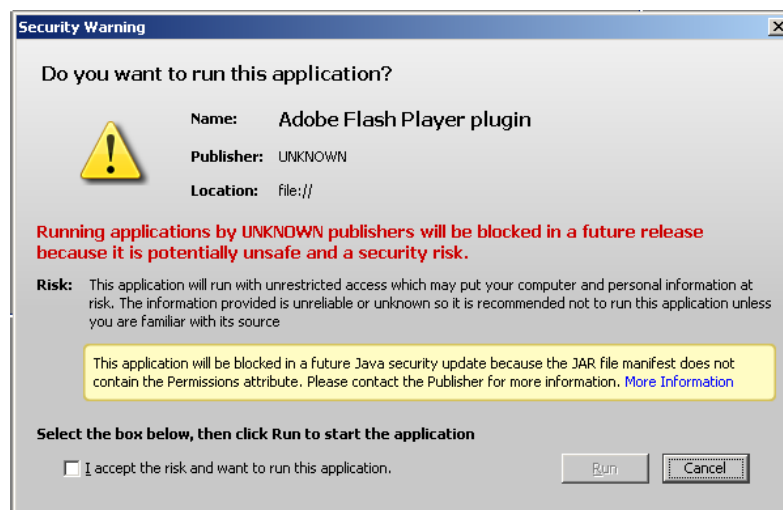 Security Warning
Do you want to run this application?
Name: Adobe Flash Player plugin
Publisher: UNKNOWN
Location: file://
Running applications by UNKNOWN publishers will be blocked in a future release
because it is potentially unsafe and a security risk.
Risk: This application will run with unrestricted access which may put your computer and personal information at
risk. The information provided is unreliable or unknown so it is recommended not to run this application unless
you are familiar with its source
This application will be blocked in a future Java security update because the JAR file manifest does not
contain the Permissions attribute. Please contact the Publisher for more information. More Information
Select the box below, then click Run to start the application
I accept the risk and want to run this application.
Run
Cancel